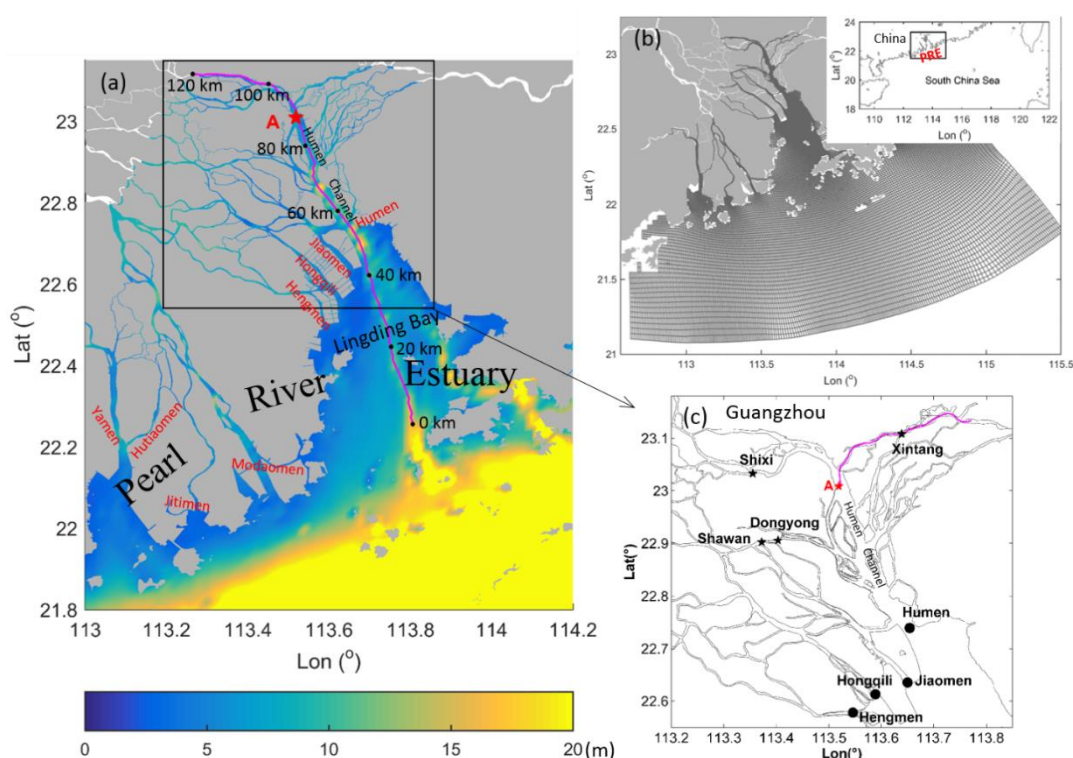 (a)
120 km
100 km
A
80 km
Humen
Channel
60 km
Humen
Jiaomen
Hongqili
Hengmen
40 km
Lingding Bay
20 km
Estuary
River
0 km
Yamen
Hutiaomen
Pearl
Modaomen
Jitimen
23
22.8
22.6
22.4
22.2
22
21.8
Lat (°)
113
113.2
113.4
113.6
113.8
114
114.2
Lon (°)
0
5
10
15
20 (m)
(b)
23
22.5
22
21.5
21
Lat (°)
113
113.5
114
114.5
115
115.5
Lon (°)
China
PRE
South China Sea
24
22
20
18
Lat (°)
110
112
114
116
118
120
122
Lon (°)
(c)
Guangzhou
Xintang
Shixi
A
Dongyong
Shawan
Humen
channel
Humen
Jiaomen
Hongqili
Hengmen
23.1
23
22.9
22.8
22.7
22.6
Lat(°)
113.2
113.3
113.4
113.5
113.6
113.7
113.8
Lon(°)